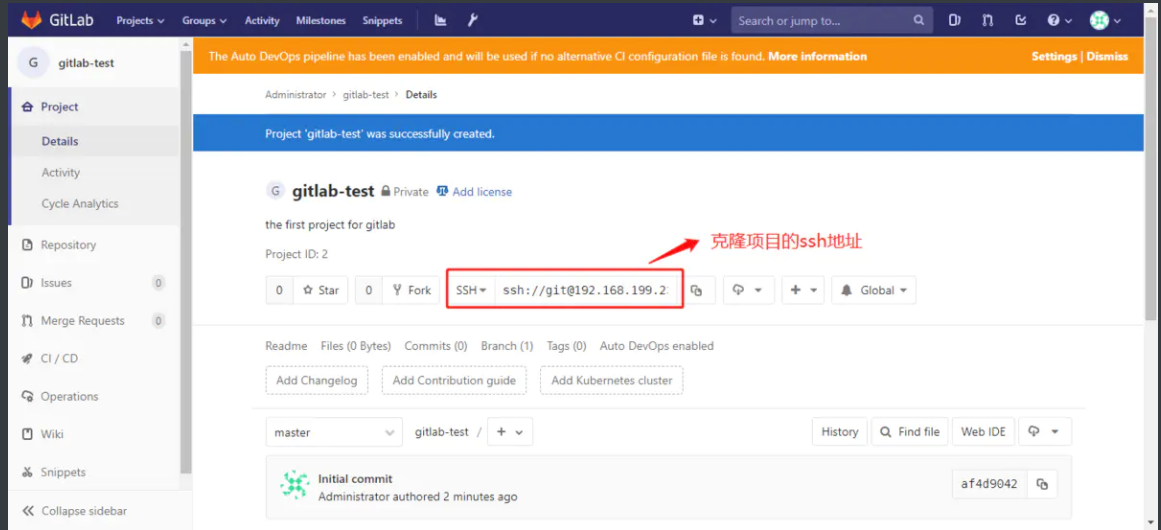 GitLab Projects Groups Activity Milestones Snippets Search or jump to...
G gitlab-test
Project
Details
Activity
Cycle Analytics
Repository
Issues 0
Merge Requests 0
CI / CD
Operations
Wiki
Snippets
Collapse sidebar
The Auto DevOps pipeline has been enabled and will be used if no alternative CI configuration file is found. More information Settings | Dismiss
Administrator > gitlab-test > Details
Project 'gitlab-test' was successfully created.
G gitlab-test Private Add license
the first project for gitlab
克隆项目的ssh地址
Project ID: 2
0 Star 0 Fork SSH ssh://git@192.168.199.2 Global
Readme Files (0 Bytes) Commits (0) Branch (1) Tags (0) Auto DevOps enabled
Add Changelog Add Contribution guide Add Kubernetes cluster
master gitlab-test / + History Find file Web IDE
Initial commit
Administrator authored 2 minutes ago
af4d9042